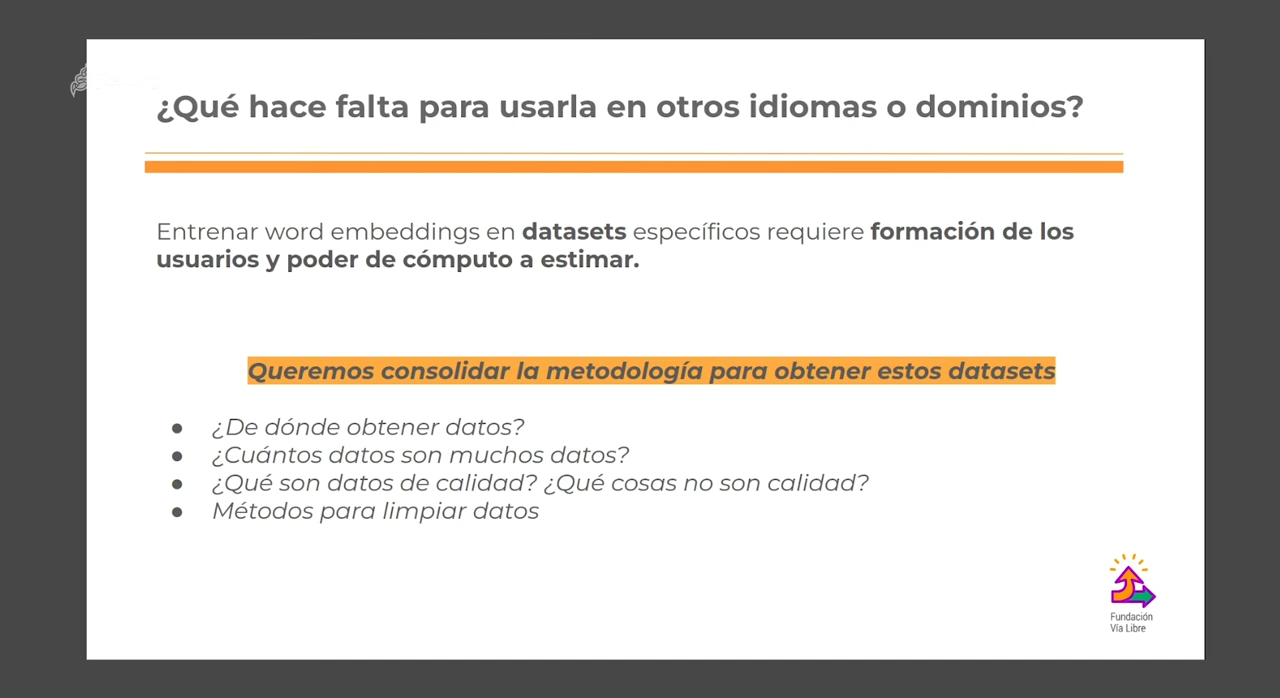 ¿Qué hace falta para usarla en otros idiomas o dominios?
Entrenar word embeddings en datasets específicos requiere formación de los
usuarios y poder de cómputo a estimar.
Queremos consolidar la metodología para obtener estos datasets
● ¿De dónde obtener datos?
● ¿Cuántos datos son muchos datos?
● ¿Qué son datos de calidad? ¿Qué cosas no son calidad?
● Métodos para limpiar datos
Fundación
Vía Libre